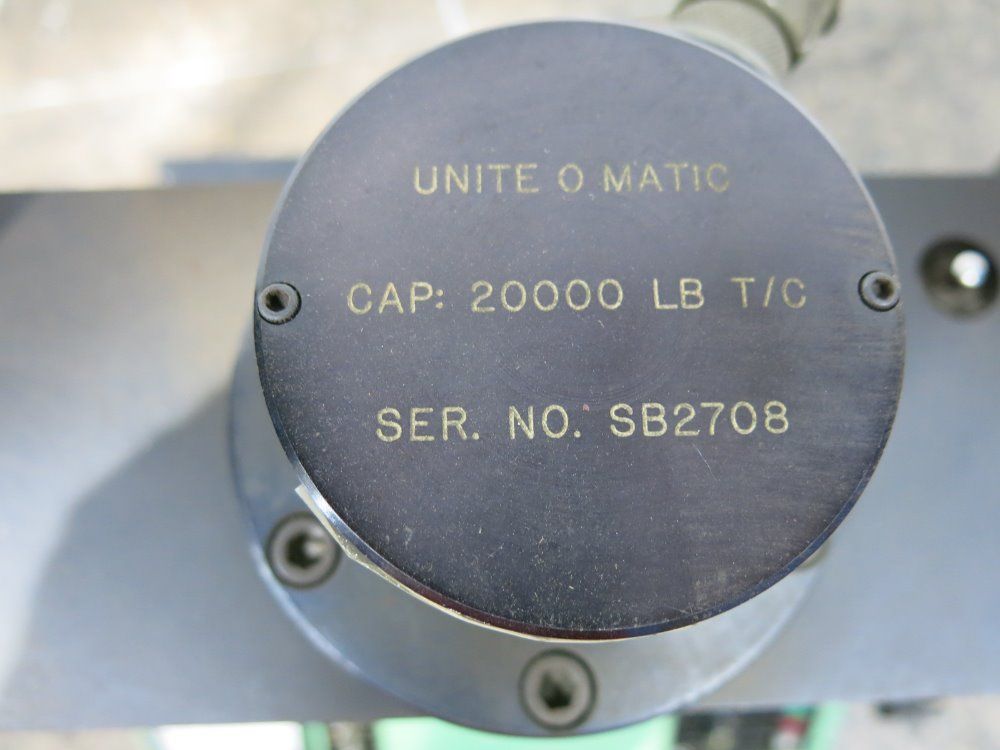 UNITE O MATIC
CAP: 20000 LB T/C
SER. NO. SB2708